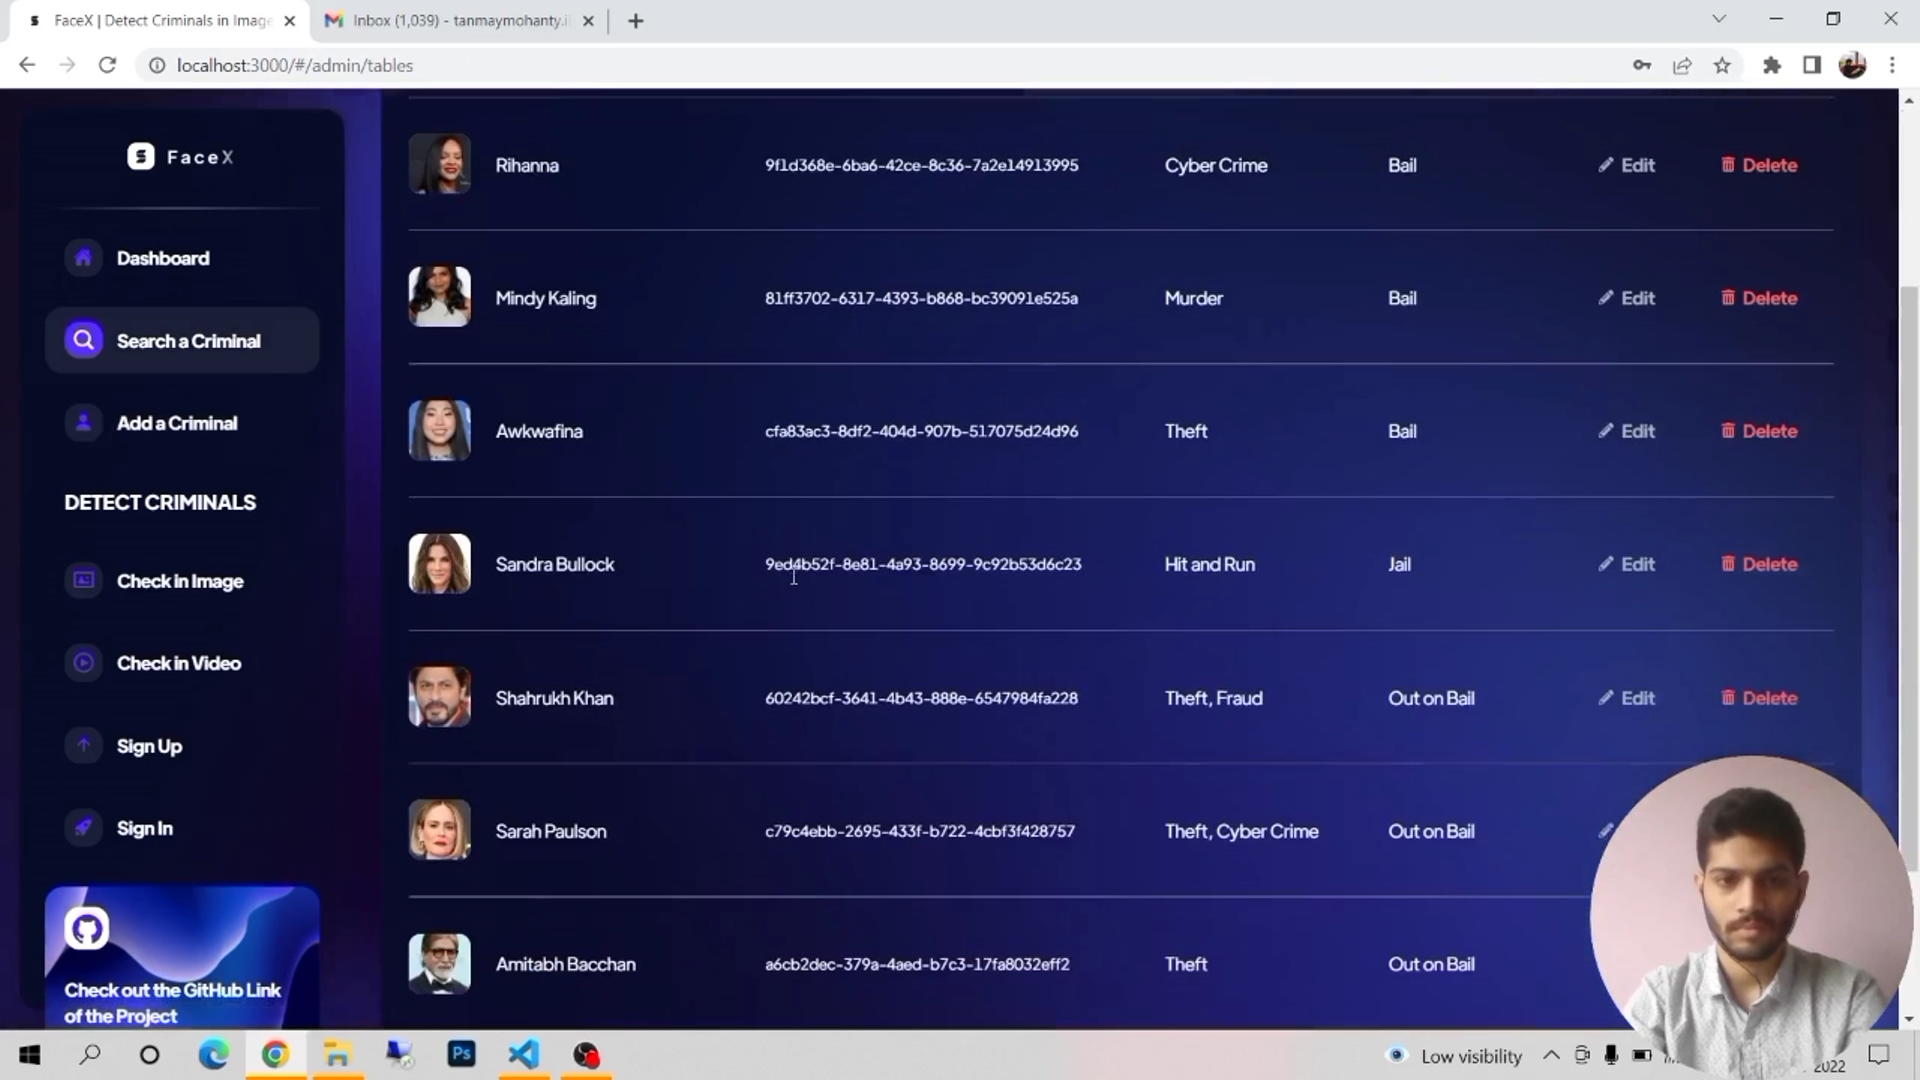 FaceX | Detect Criminals in Image
Inbox (1,039) - tanmaymohanty.i
localhost:3000/#/admin/tables
FaceX
Dashboard
Search a Criminal
Add a Criminal
DETECT CRIMINALS
Check in Image
Check in Video
Sign Up
Sign In
Check out the GitHub Link
of the Project
Rihanna 9f1d368e-6ba6-42ce-8c36-7a2e14913995 Cyber Crime Bail Edit Delete
Mindy Kaling 81ff3702-6317-4393-b868-bc39091e525a Murder Bail Edit Delete
Awkwafina cfa83ac3-8df2-404d-907b-517075d24d96 Theft Bail Edit Delete
Sandra Bullock 9ed4b52f-8e81-4a93-8699-9c92b53d6c23 Hit and Run Jail Edit Delete
Shahrukh Khan 60242bcf-3641-4b43-888e-6547984fa228 Theft, Fraud Out on Bail Edit Delete
Sarah Paulson c79c4ebb-2695-433f-b722-4cbf3f428757 Theft, Cyber Crime Out on Bail
Amitabh Bacchan a6cb2dec-379a-4aed-b7c3-17fa8032eff2 Theft Out on Bail
Ps
Low visibility
2022